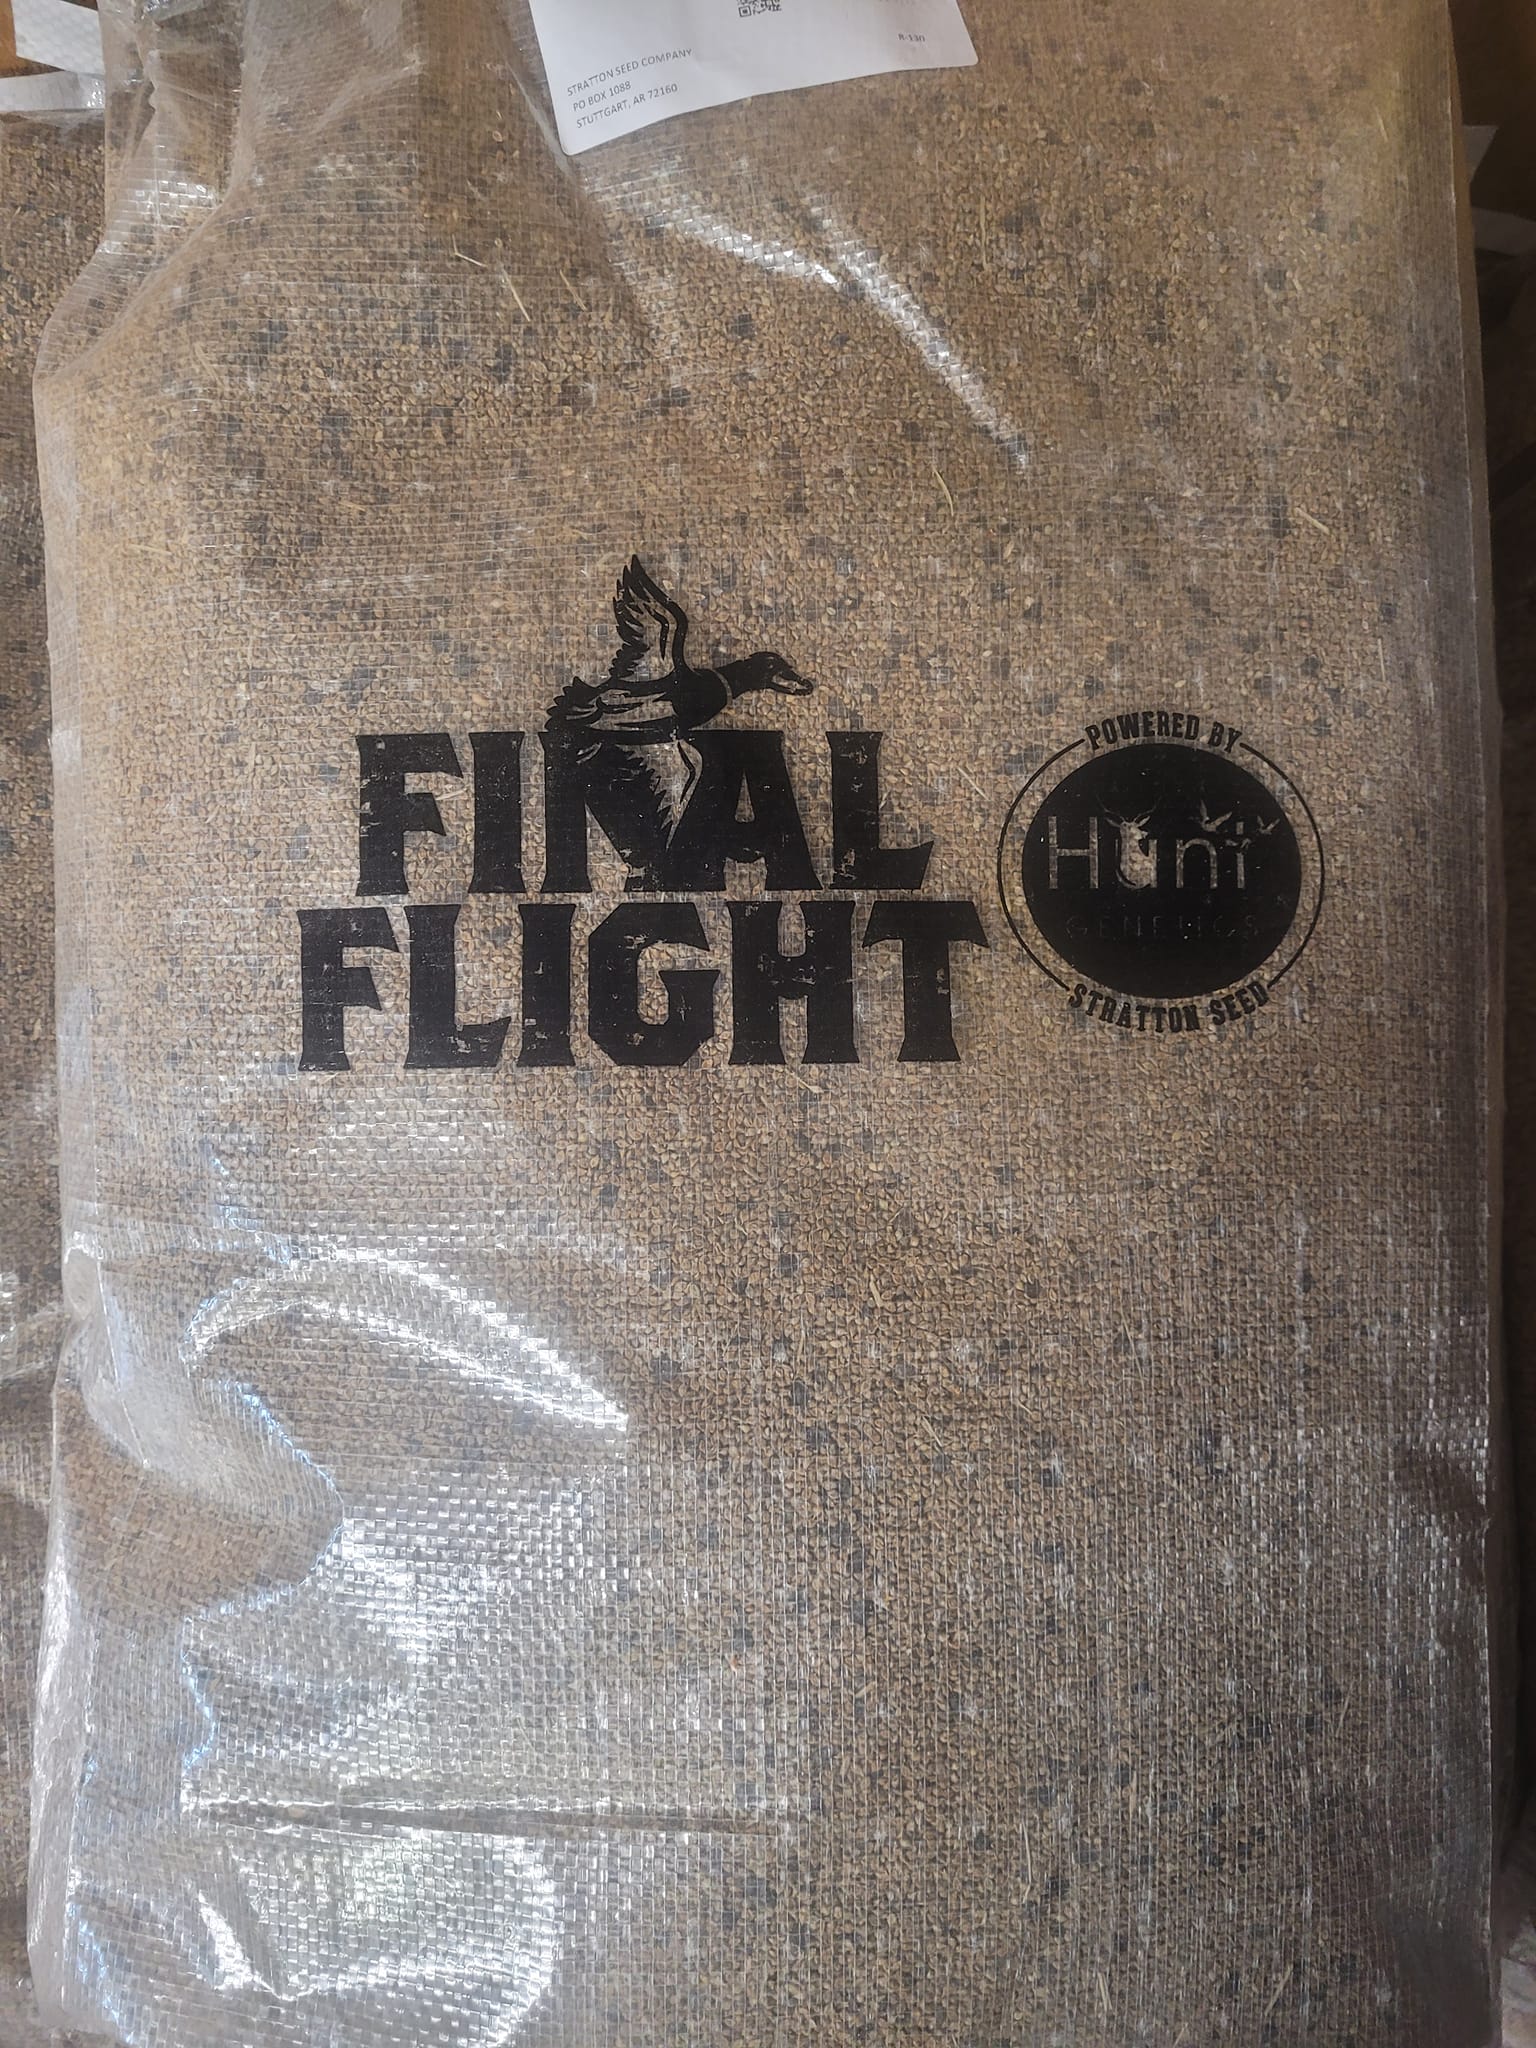 R-130
STRATTON SEED COMPANY
PO BOX 1088
STUTTGART, AR 72160
FINAL
FLIGHT
POWERED BY
Hunt
GENETICS
STRATTON SEED